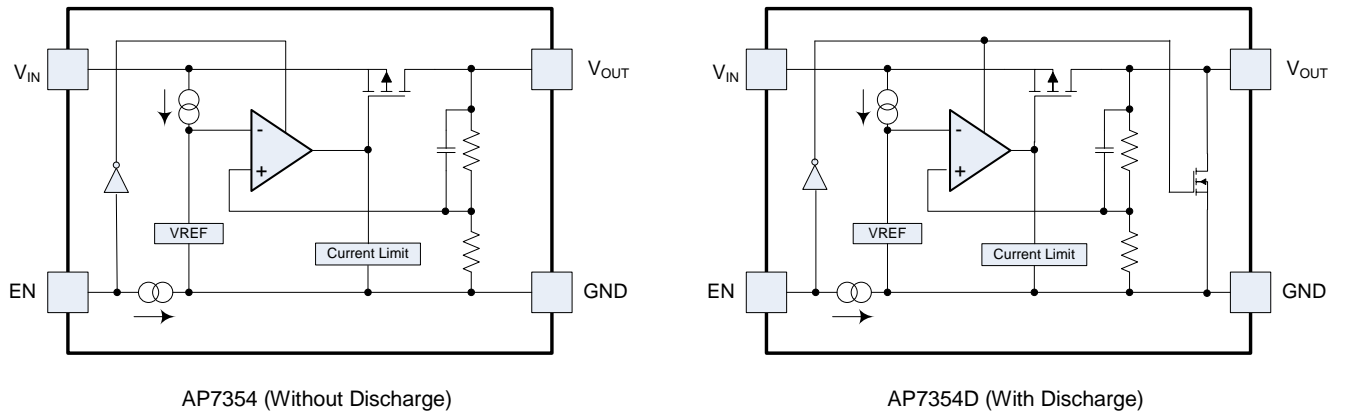 VIN
VOUT
-
+
VREF
Current Limit
EN
GND
AP7354 (Without Discharge)
VIN
VOUT
-
+
VREF
Current Limit
EN
GND
AP7354D (With Discharge)